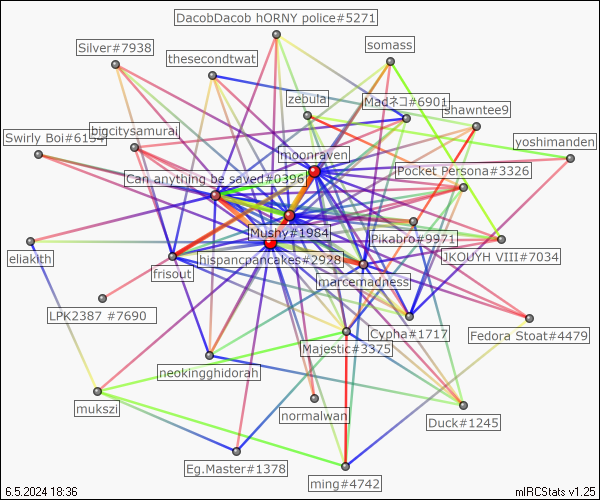 DacobDacob hORNY police#5271
Silver#7938
somass
thesecondtwat
zebula
Madネコ#6901
Shawntee9
Swirly Boi#6154
bigcitysamurai
yoshimanden
moonraven
Can anything be saved#0396
Pocket Persona#3326
Mushy#1984
Pikabro#9971
eliakith
hispancpancakes#2928
JKOUYH VIII#7034
frisout
marcemadness
LPK2387 #7690
Cypha#1717
Fedora Stoat#4479
Majestic#3375
neokingghidorah
mukszi
normalwan
Duck#1245
Eg.Master#1378
ming#4742
6.5.2024 18:36
mIRCStats v1.25